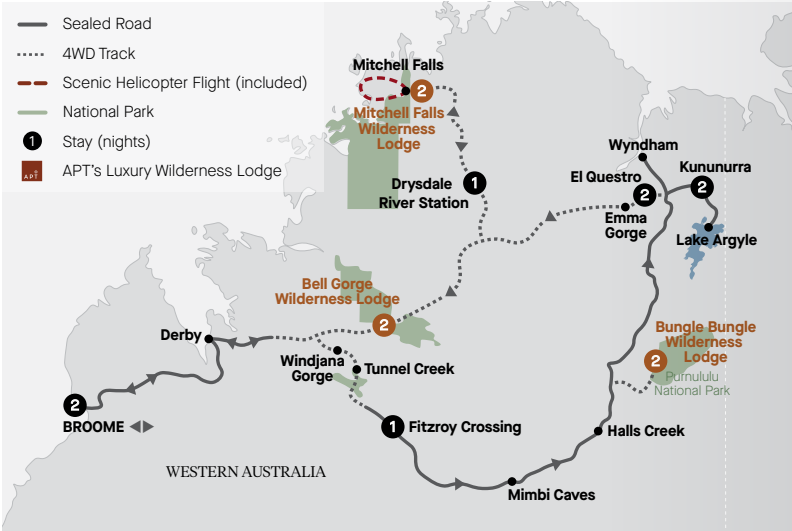 Sealed Road
4WD Track
Scenic Helicopter Flight (included)
National Park
1 Stay (nights)
APT APT's Luxury Wilderness Lodge
Mitchell Falls
2
Mitchell Falls
Wilderness
Lodge
Drysdale
River Station
1
Wyndham
El Questro
2
Kununurra
2
Emma
Gorge
Lake Argyle
Bell Gorge
Wilderness Lodge
2
Derby
Windjana
Gorge
Tunnel Creek
Bungle Bungle
Wilderness
Lodge
2
Purnululu
National Park
2
BROOME
1 Fitzroy Crossing
Halls Creek
WESTERN AUSTRALIA
Mimbi Caves